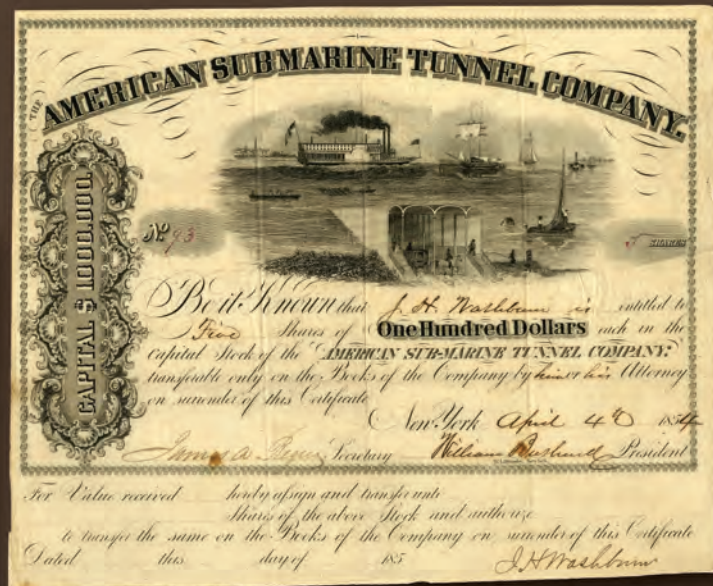 THE AMERICAN SUBMARINE TUNNEL COMPANY.
CAPITAL $1000,000.
No. 93
5 SHARES
Be it Known that J. H. Washburn is entitled to
Five Shares of One Hundred Dollars each in the
Capital Stock of the "AMERICAN SUB-MARINE TUNNEL COMPANY:"
transferable only on the Books of the Company by him or his Attorney
on surrender of this Certificate
New York April 4th 1854
James A. Secretary William President
For Value received hereby assign and transfer unto
Shares of the above Stock and authorize
to transfer the same on the Books of the Company on surrender of this Certificate
Dated this day of 185
J. H. Washburn